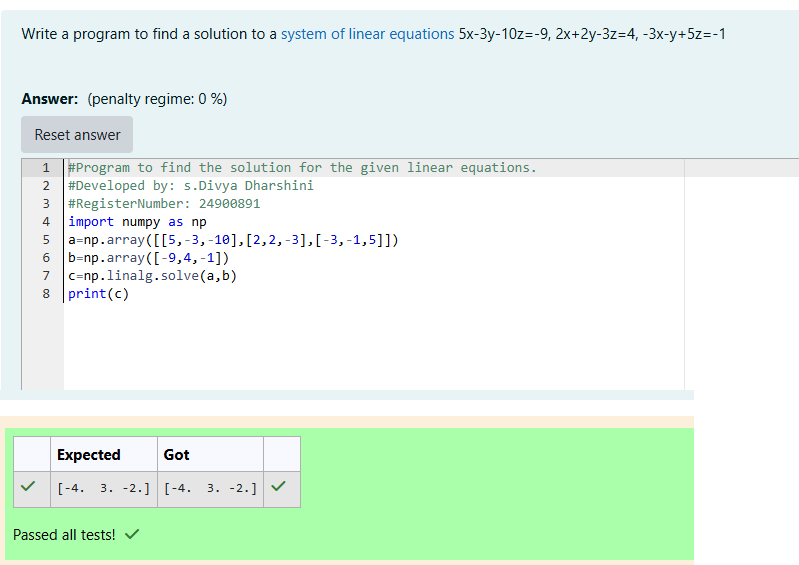 Write a program to find a solution to a system of linear equations 5x-3y-10z=-9, 2x+2y-3z=4, -3x-y+5z=-1
Answer: (penalty regime: 0 %)
Reset answer
1 #Program to find the solution for the given linear equations.
2 #Developed by: s.Divya Dharshini
3 #RegisterNumber: 24900891
4 import numpy as np
5 a=np.array([[5,-3,-10],[2,2,-3],[-3,-1,5]])
6 b=np.array([-9,4,-1])
7 c=np.linalg.solve(a,b)
8 print(c)
Expected Got
[-4. 3. -2.] [-4. 3. -2.]
Passed all tests!